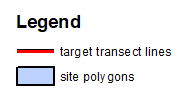 Legend
target transect lines
site polygons